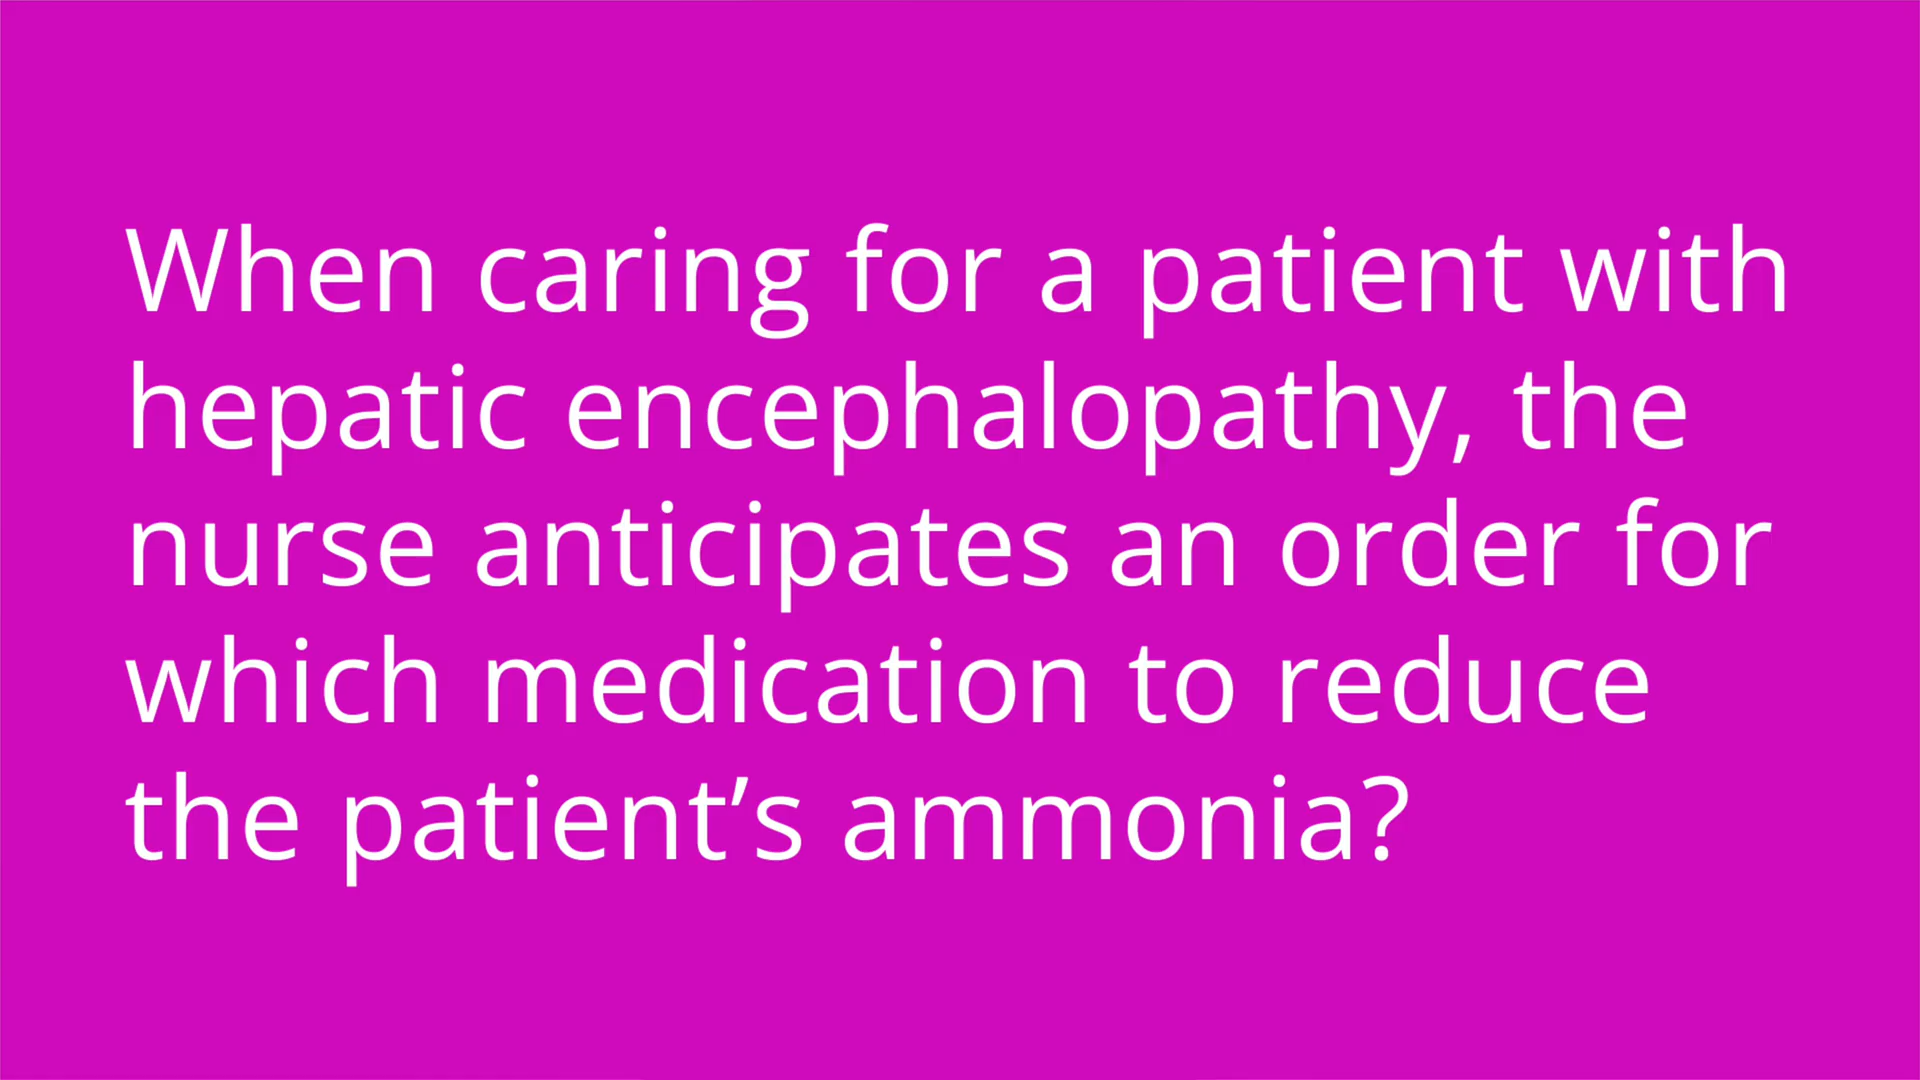 When caring for a patient with
hepatic encephalopathy, the
nurse anticipates an order for
which medication to reduce
the patient’s ammonia?